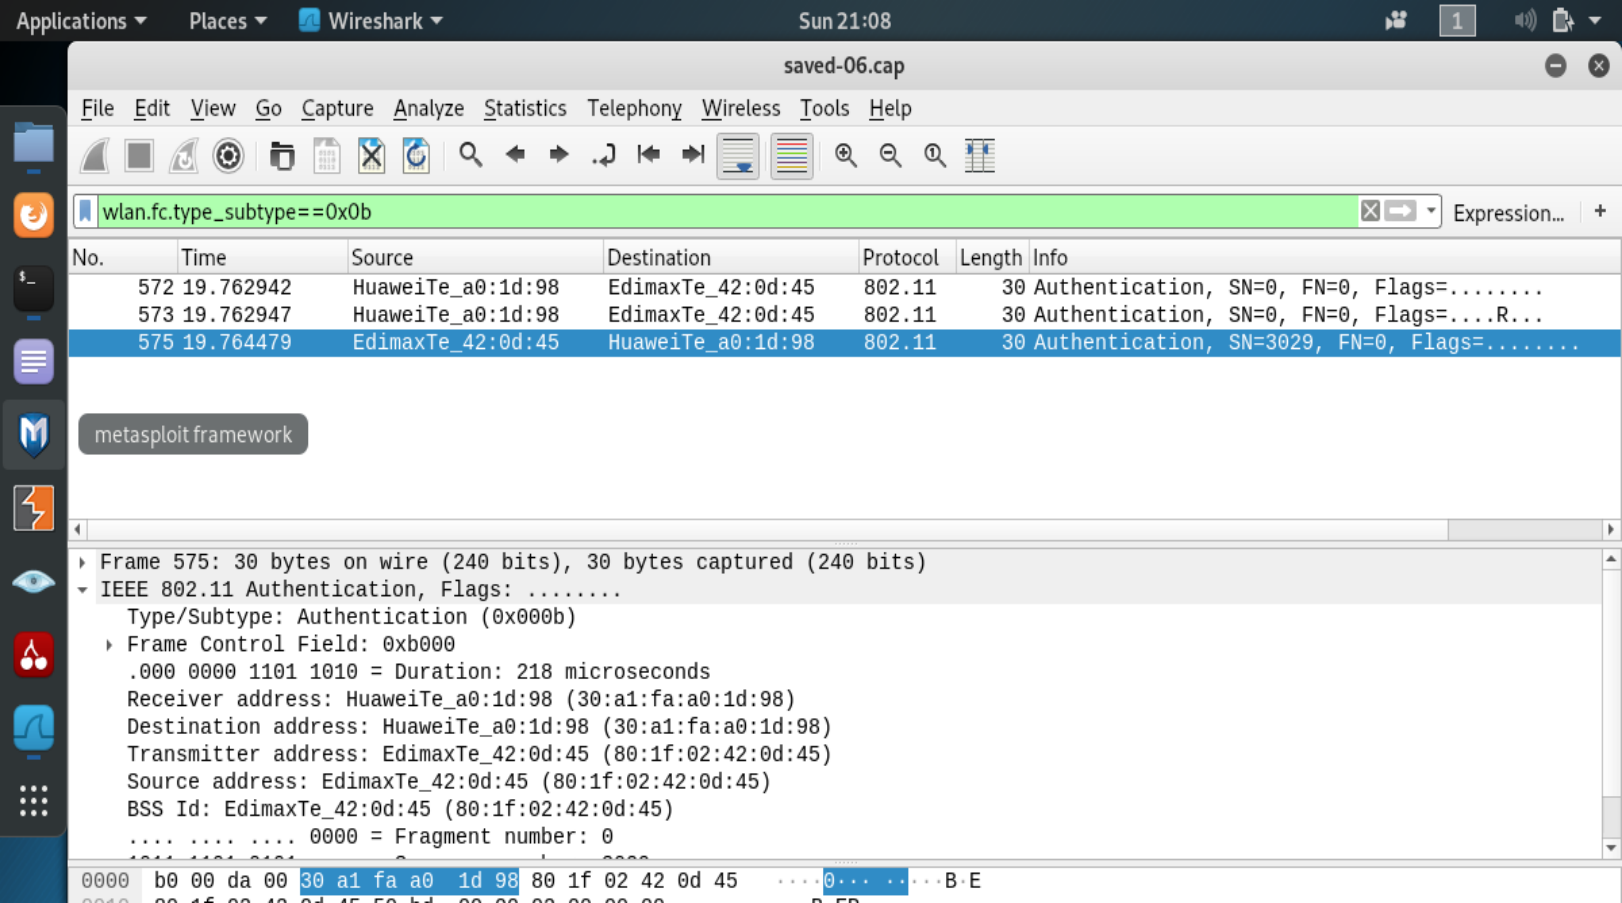 Applications Places Wireshark Sun 21:08 1
saved-06.cap
File Edit View Go Capture Analyze Statistics Telephony Wireless Tools Help
wlan.fc.type_subtype==0x0b Expression... +
No. Time Source Destination Protocol Length Info
572 19.762942 HuaweiTe_a0:1d:98 EdimaxTe_42:0d:45 802.11 30 Authentication, SN=0, FN=0, Flags=........
573 19.762947 HuaweiTe_a0:1d:98 EdimaxTe_42:0d:45 802.11 30 Authentication, SN=0, FN=0, Flags=....R...
575 19.764479 EdimaxTe_42:0d:45 HuaweiTe_a0:1d:98 802.11 30 Authentication, SN=3029, FN=0, Flags=........
metasploit framework
Frame 575: 30 bytes on wire (240 bits), 30 bytes captured (240 bits)
IEEE 802.11 Authentication, Flags: ........
Type/Subtype: Authentication (0x000b)
Frame Control Field: 0xb000
.000 0000 1101 1010 = Duration: 218 microseconds
Receiver address: HuaweiTe_a0:1d:98 (30:a1:fa:a0:1d:98)
Destination address: HuaweiTe_a0:1d:98 (30:a1:fa:a0:1d:98)
Transmitter address: EdimaxTe_42:0d:45 (80:1f:02:42:0d:45)
Source address: EdimaxTe_42:0d:45 (80:1f:02:42:0d:45)
BSS Id: EdimaxTe_42:0d:45 (80:1f:02:42:0d:45)
.... .... .... 0000 = Fragment number: 0
0000 b0 00 da 00 30 a1 fa a0 1d 98 80 1f 02 42 0d 45 ····0··· ·····B·E